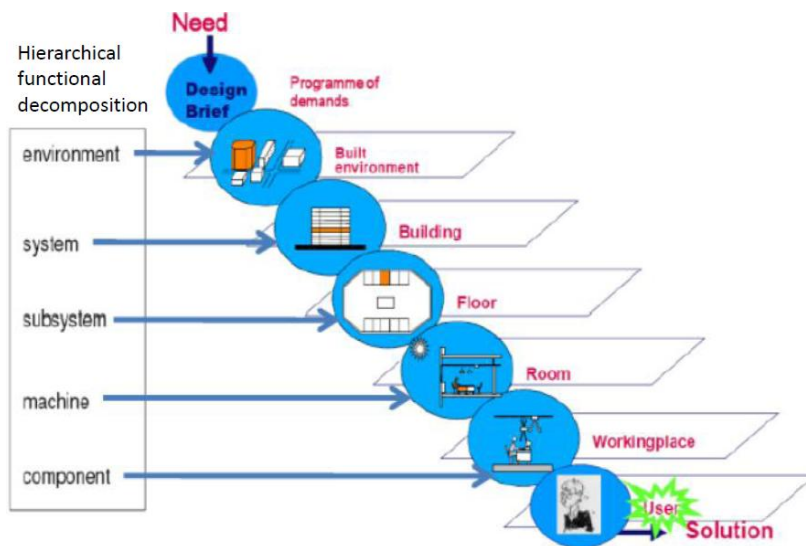 Need
Hierarchical
functional
decomposition
Design
Brief
Programme of
demands
environment
Built
environment
system
Building
subsystem
Floor
machine
Room
component
Workingplace
User
Solution